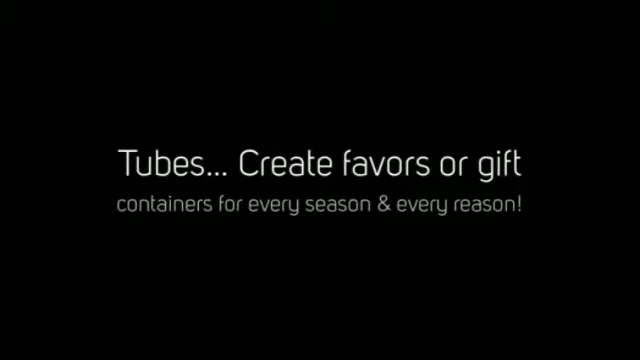 Tubes... Create favors or gift
containers for every season & every reason!